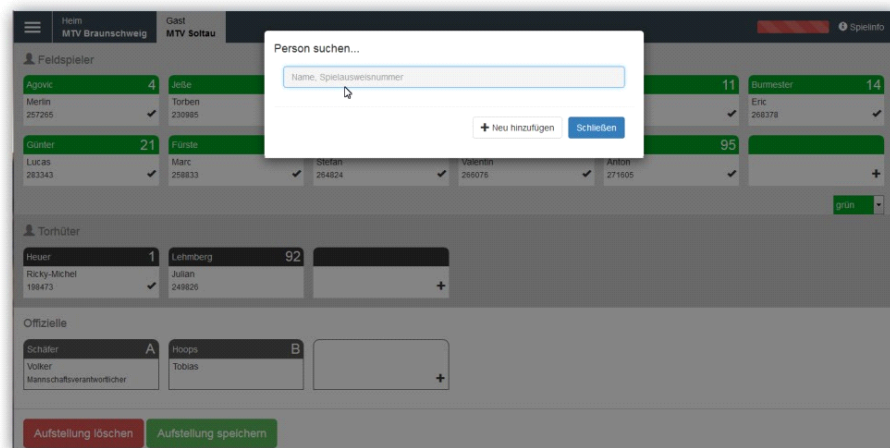 Heim
MTV Braunschweig
Gast
MTV Soltau
Spielinfo
Person suchen...
Name, Spielausweisnummer
Neu hinzufügen
Schließen
Feldspieler
Agovic 4
Merlin
257265
Jeße
Torben
230985
11
Burmester 14
Eric
268378
Günter 21
Lucas
283343
Fürste
Marc
258833
Stefan
264824
Valentin
266076
95
Anton
271605
grün
Torhüter
Heuer 1
Ricky-Michel
198473
Lehmberg 92
Julian
249826
Offizielle
Schäfer A
Volker
Mannschaftsverantwortlicher
Hoops B
Tobias
Aufstellung löschen
Aufstellung speichern